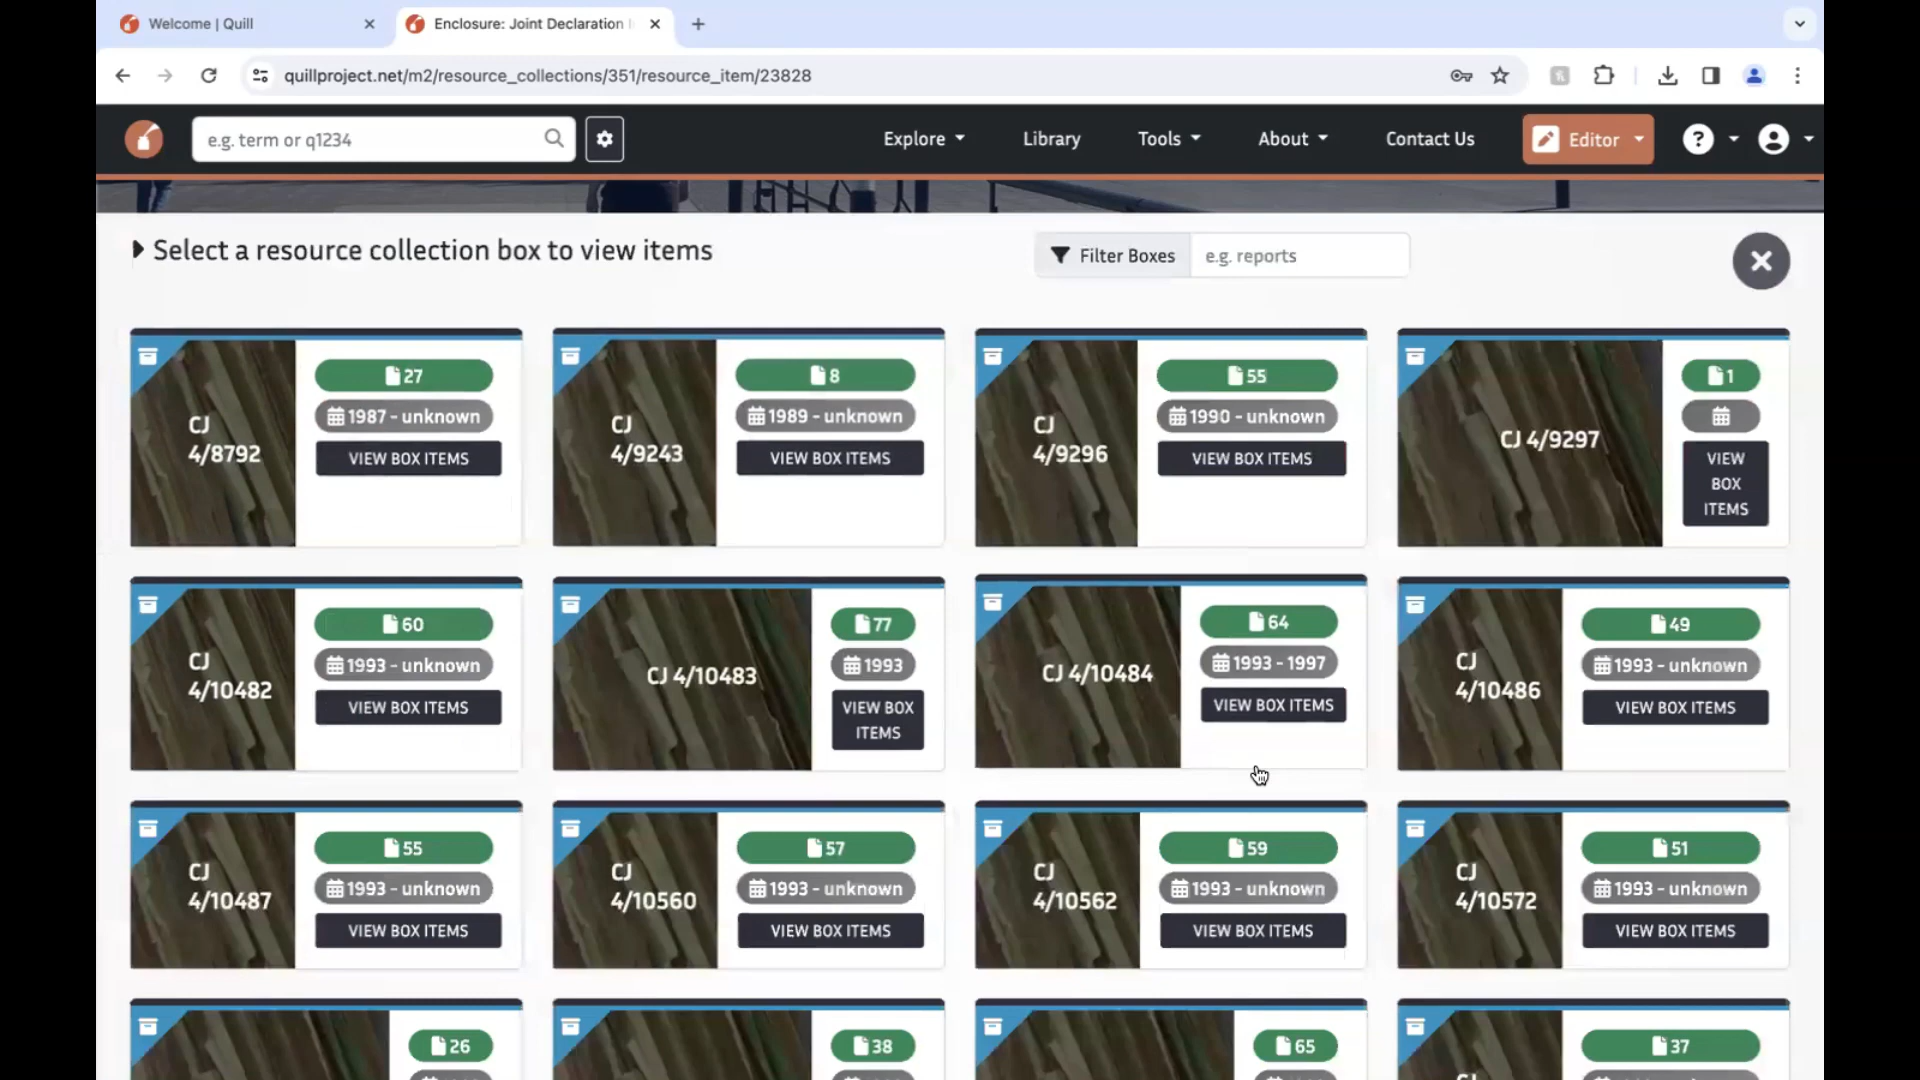 Welcome | Quill
Enclosure: Joint Declaration
quillproject.net/m2/resource_collections/351/resource_item/23828
e.g. term or q1234
Explore
Library
Tools
About
Contact Us
Editor
?
Select a resource collection box to view items
Filter Boxes
e.g. reports
CJ
4/8792
27
1987 - unknown
VIEW BOX ITEMS
CJ
4/9243
8
1989 - unknown
VIEW BOX ITEMS
CJ
4/9296
55
1990 - unknown
VIEW BOX ITEMS
CJ 4/9297
1
VIEW
BOX
ITEMS
CJ
4/10482
60
1993 - unknown
VIEW BOX ITEMS
CJ 4/10483
77
1993
VIEW BOX
ITEMS
CJ 4/10484
64
1993 - 1997
VIEW BOX ITEMS
CJ
4/10486
49
1993 - unknown
VIEW BOX ITEMS
CJ
4/10487
55
1993 - unknown
VIEW BOX ITEMS
CJ
4/10560
57
1993 - unknown
VIEW BOX ITEMS
CJ
4/10562
59
1993 - unknown
VIEW BOX ITEMS
CJ
4/10572
51
1993 - unknown
VIEW BOX ITEMS
26
38
65
37